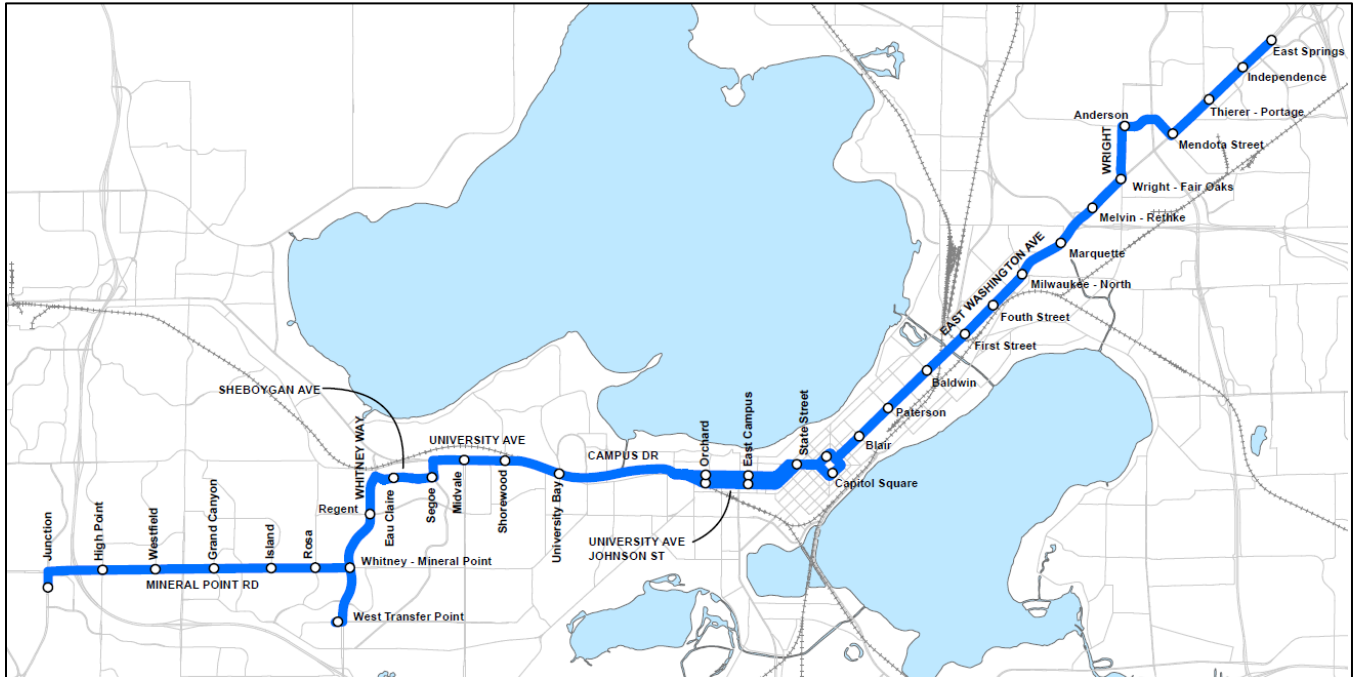 East Springs
Independence
Thierer - Portage
Anderson
Mendota Street
WRIGHT
Wright - Fair Oaks
Melvin - Rethke
Marquette
EAST WASHINGTON AVE
Milwaukee - North
Fouth Street
First Street
Baldwin
Paterson
Blair
Capitol Square
State Street
East Campus
Orchard
UNIVERSITY AVE
JOHNSON ST
CAMPUS DR
University Bay
Shorewood
UNIVERSITY AVE
Midvale
Segoe
SHEBOYGAN AVE
Eau Claire
WHITNEY WAY
Regent
Whitney - Mineral Point
West Transfer Point
Rosa
Island
Grand Canyon
Westfield
High Point
Junction
MINERAL POINT RD